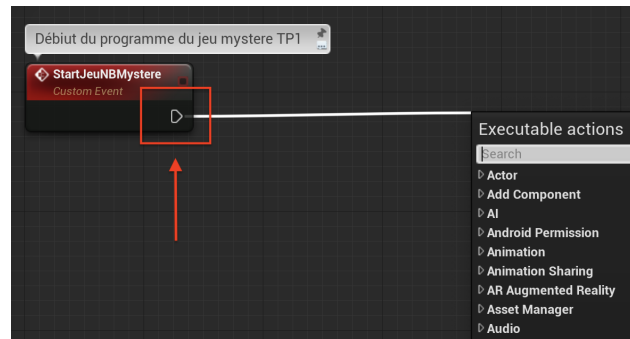 Débiut du programme du jeu mystere TP1
StartJeuNBMystere
Custom Event
Executable actions
Search
Actor
Add Component
AI
Android Permission
Animation
Animation Sharing
AR Augmented Reality
Asset Manager
Audio